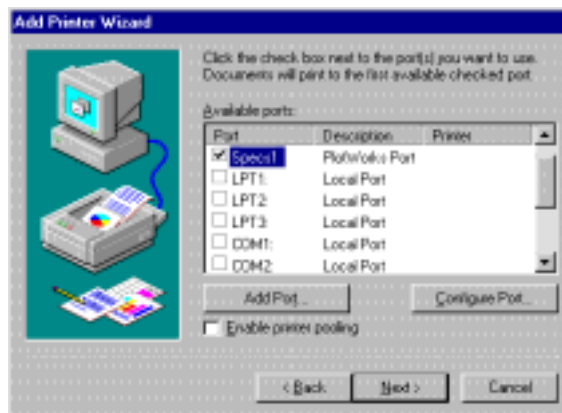 Add Printer Wizard
Click the check box next to the port(s) you want to use.
Documents will print to the first available checked port.
Available ports:
Port Description Printer
Specs1 PlotWorks Port
LPT1: Local Port
LPT2: Local Port
LPT3: Local Port
COM1: Local Port
COM2: Local Port
Add Port... Configure Port...
Enable printer pooling
< Back Next > Cancel